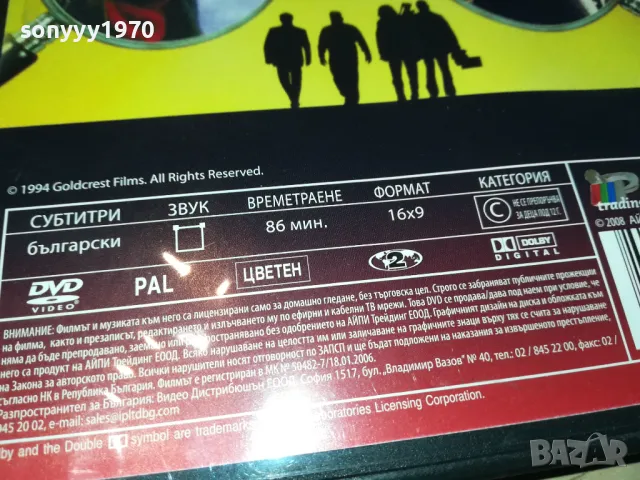 sonyyy1970
© 1994 Goldcrest Films. All Rights Reserved.
СУБТИТРИ ЗВУК ВРЕМЕТРАЕНЕ ФОРМАТ КАТЕГОРИЯ
български 86 мин. 16x9 C НЕ СЕ ПРЕПОРЪЧВА
ЗА ДЕЦА ПОД 12 Г.
trading
© 2008
DVD VIDEO PAL ЦВЕТЕН 2 DOLBY DIGITAL
ВНИМАНИЕ: Филмът и музиката към него са лицензирани само за домашно гледане, без търговска цел. Строго се забраняват публичните прожекции
на филма, както и презаписът, редактирането и излъчването му по ефирни и кабелни ТВ мрежи. Това DVD се продава/дава под наем при условие, че
няма да бъде преподавано, заемано или разпространявано без одобрението на АЙПИ Трейдинг ЕООД. Графичният дизайн на диска и обложката към
него са продукт на АЙПИ Трейдинг ЕООД. Всяко нарушаване на целостта им или заличаване на графичните знаци върху тях се счита за нарушаване
на Закона за авторското право. Всички нарушители носят отговорност по ЗАПСП и ще бъдат подложени на наказания за извършеното престъпление,
съгласно НК в Република България. Филмът е регистриран в МК № 50482-7/18.01.2006.
Разпространител за България: Видео Дистрибюшън ЕООД, София 1517, бул. „Владимир Вазов" № 40, тел.: 02 / 845 22 00, факс: 02 /
945 20 02, e-mail: sales@ipltdbg.com
by and the Double D symbol are trademarks Laboratories Licensing Corporation.
BAZAR
bg